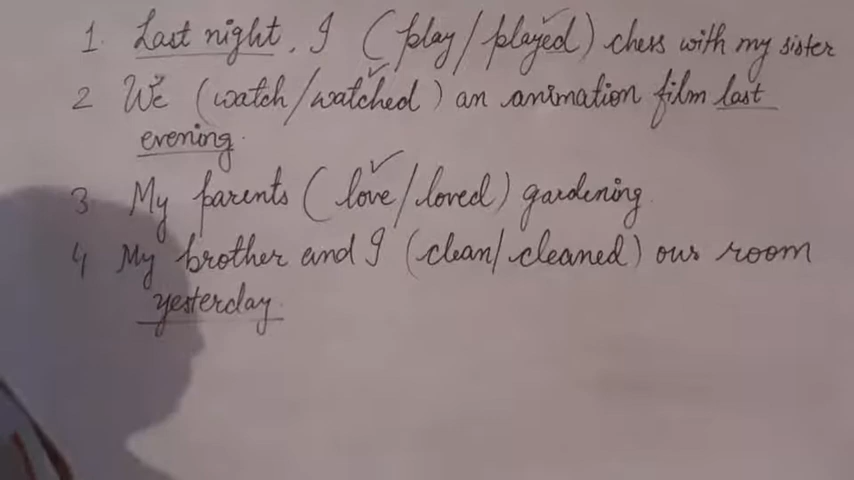 1. Last night, I (play/played) chess with my sister
2 We (watch/watched) an animation film last
evening.
3 My parents (love/loved) gardening.
4 My brother and I (clean/cleaned) our room
yesterday.